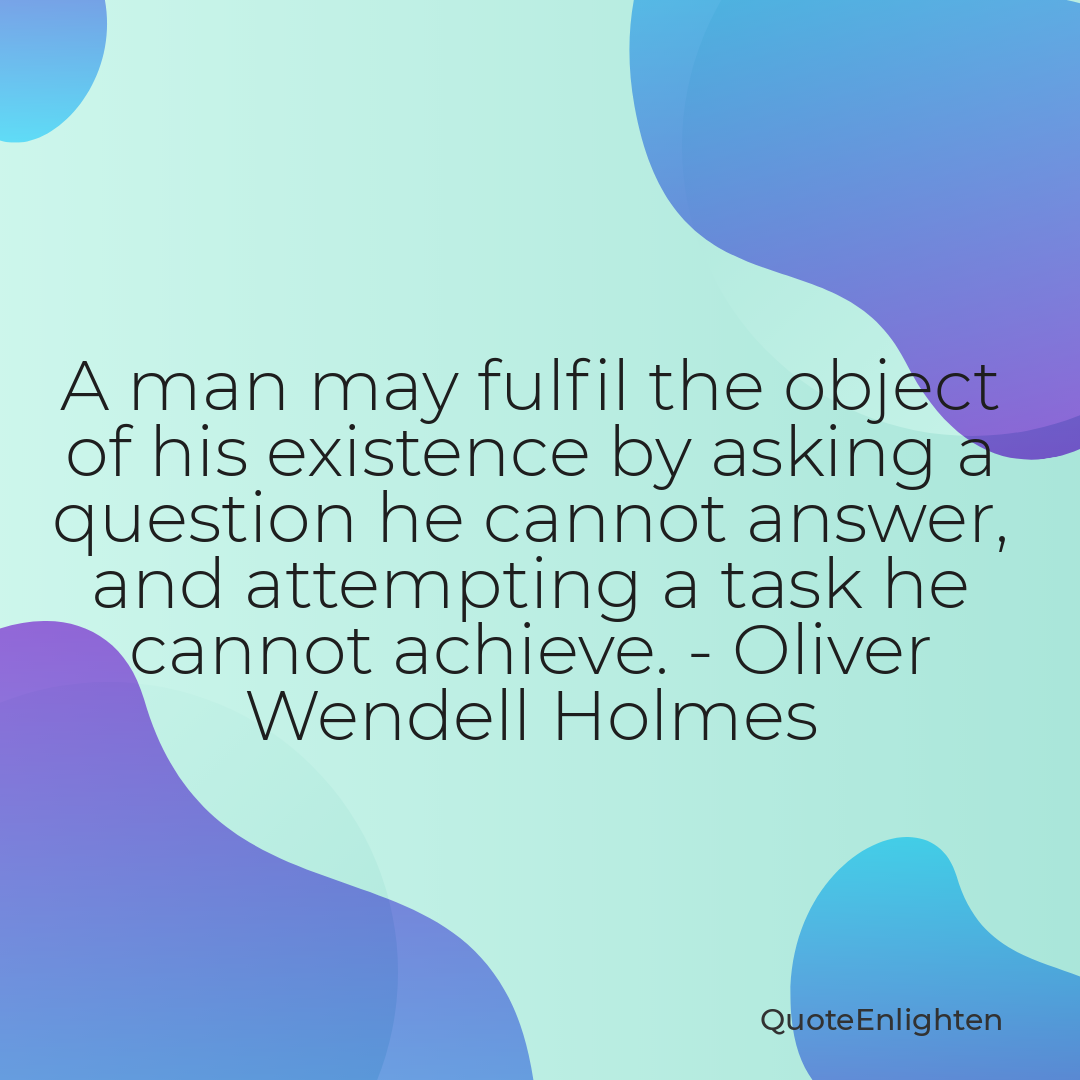 A man may fulfil the object
of his existence by asking a
question he cannot answer,
and attempting a task he
cannot achieve. - Oliver
Wendell Holmes
QuoteEnlighten